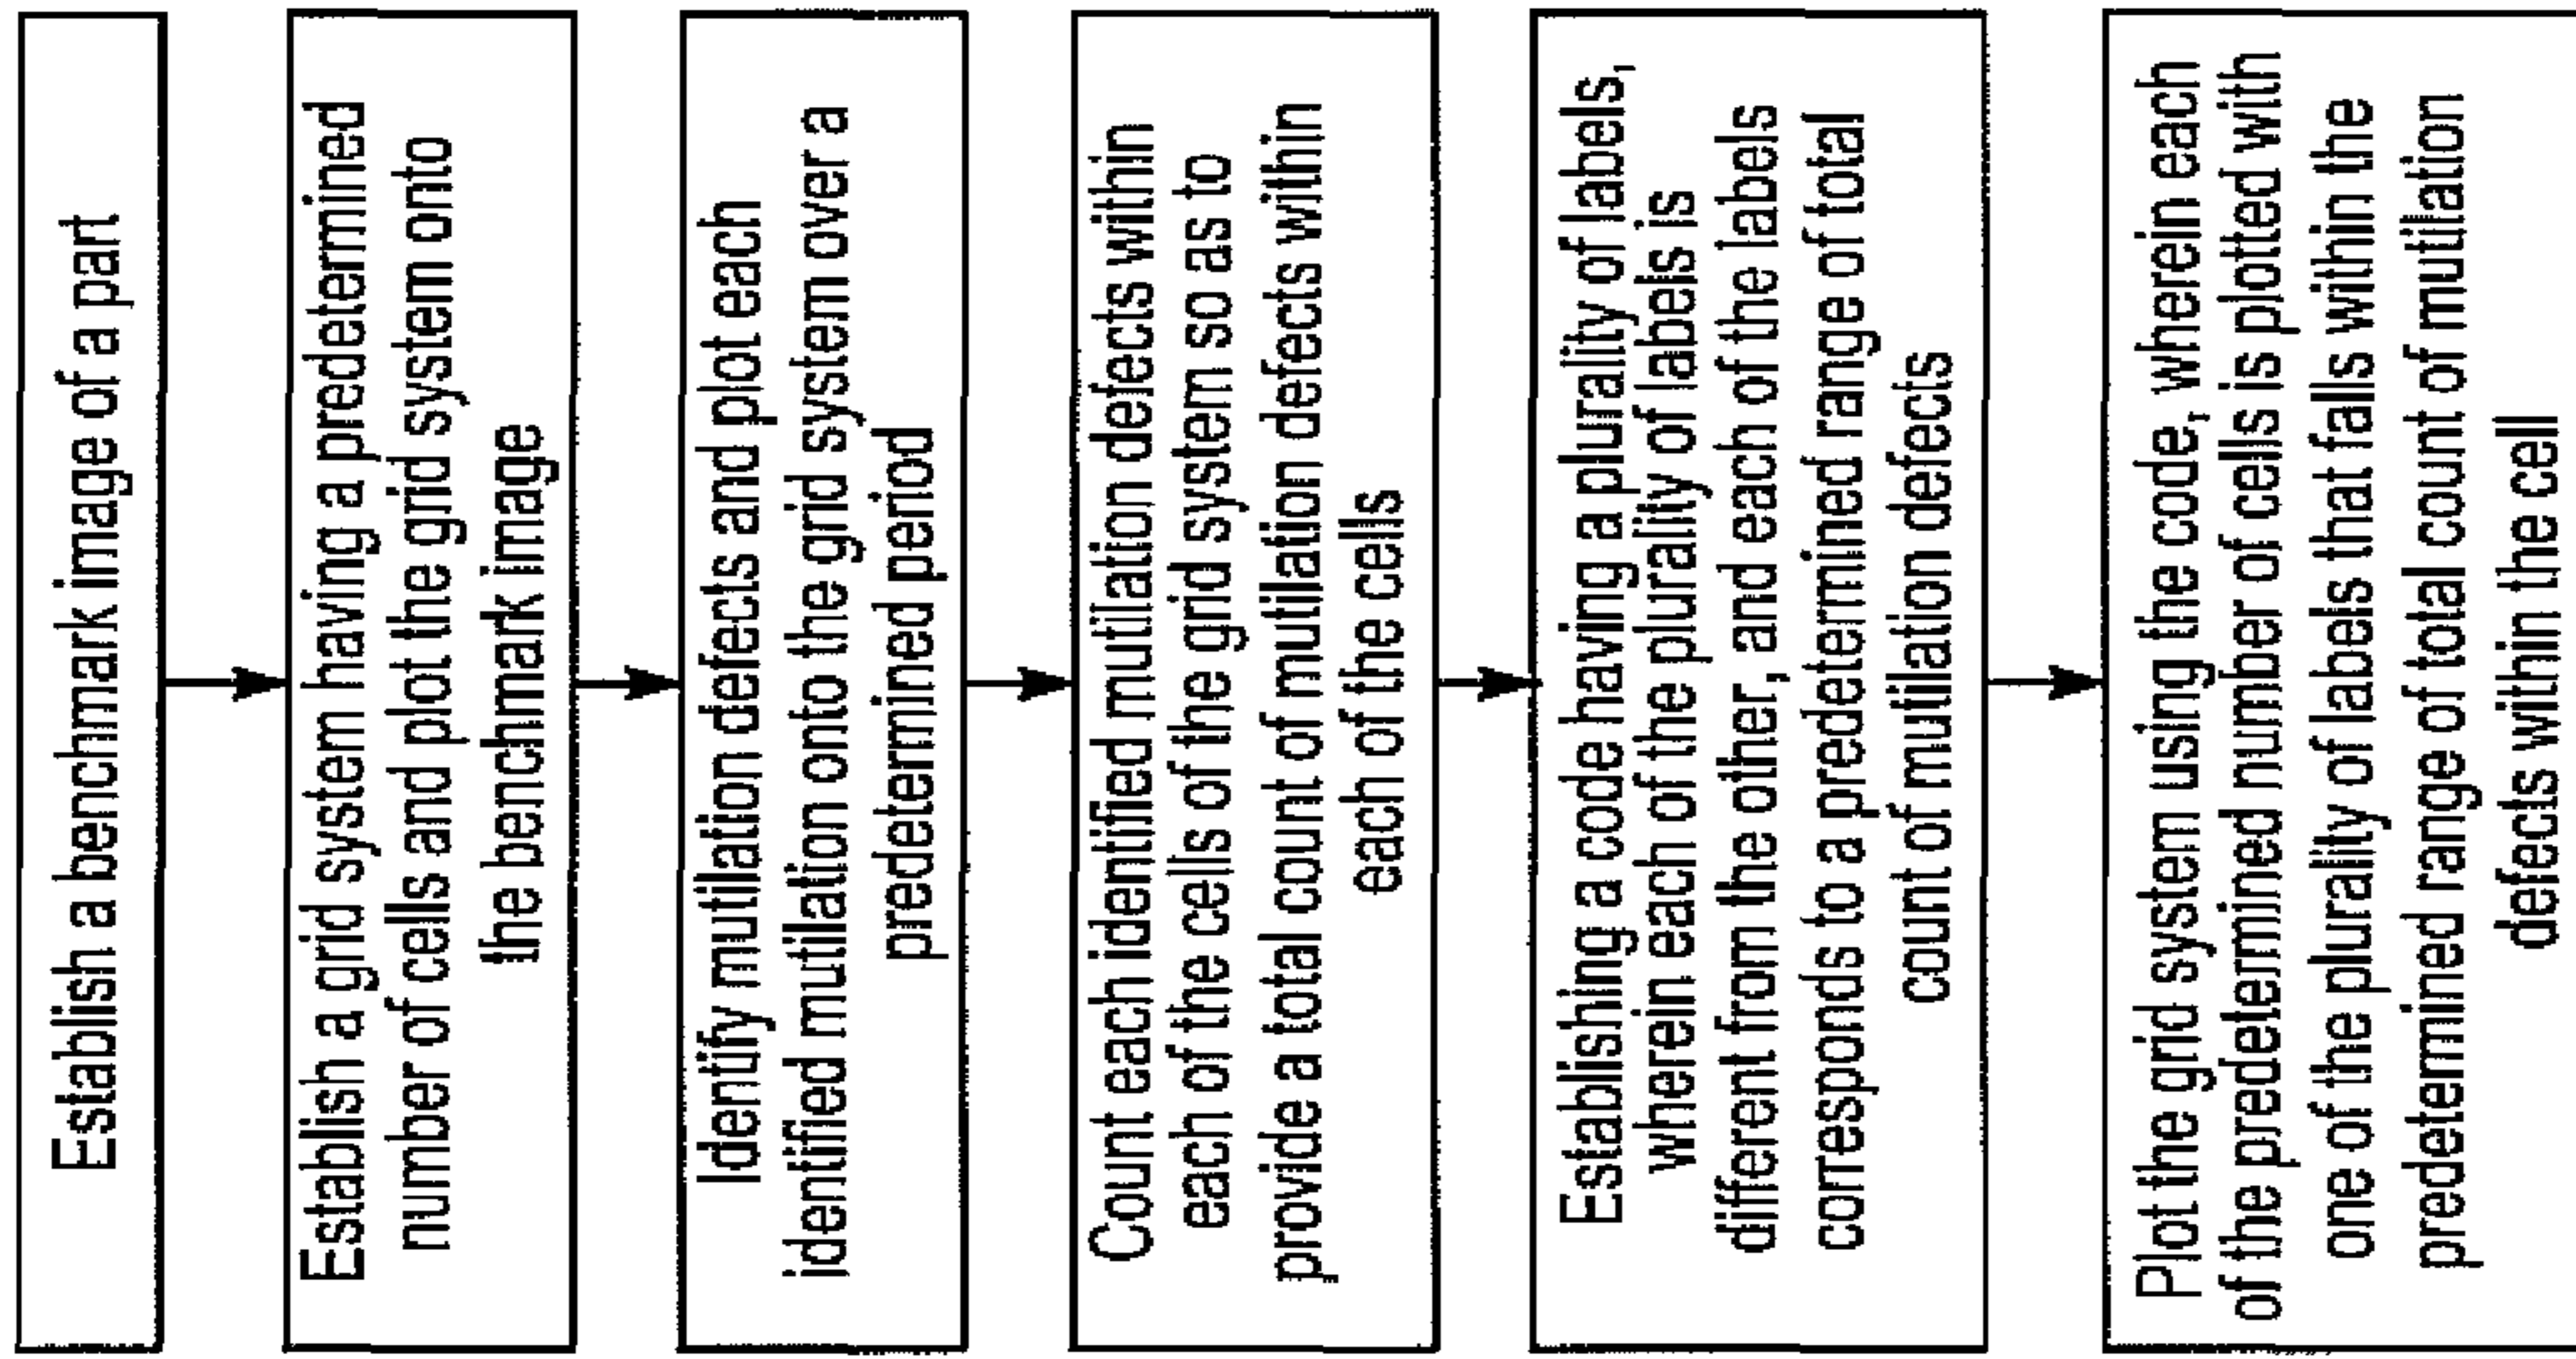 Establish a benchmark image of a part
Establish a grid system having a predetermined
number of cells and plot the grid system onto
the benchmark image
Identify mutilation defects and plot each
identified mutilation onto the grid system over a
predetermined period
Count each identified mutilation defects within
each of the cells of the grid system so as to
provide a total count of mutilation defects within
each of the cells
Establishing a code having a plurality of labels,
wherein each of the plurality of labels is
different from the other, and each of the labels
corresponds to a predetermined range of total
count of mutilation defects
Plot the grid system using the code, wherein each
of the predetermined number of cells is plotted with
one of the plurality of labels that falls within the
predetermined range of total count of mutilation
defects within the cell